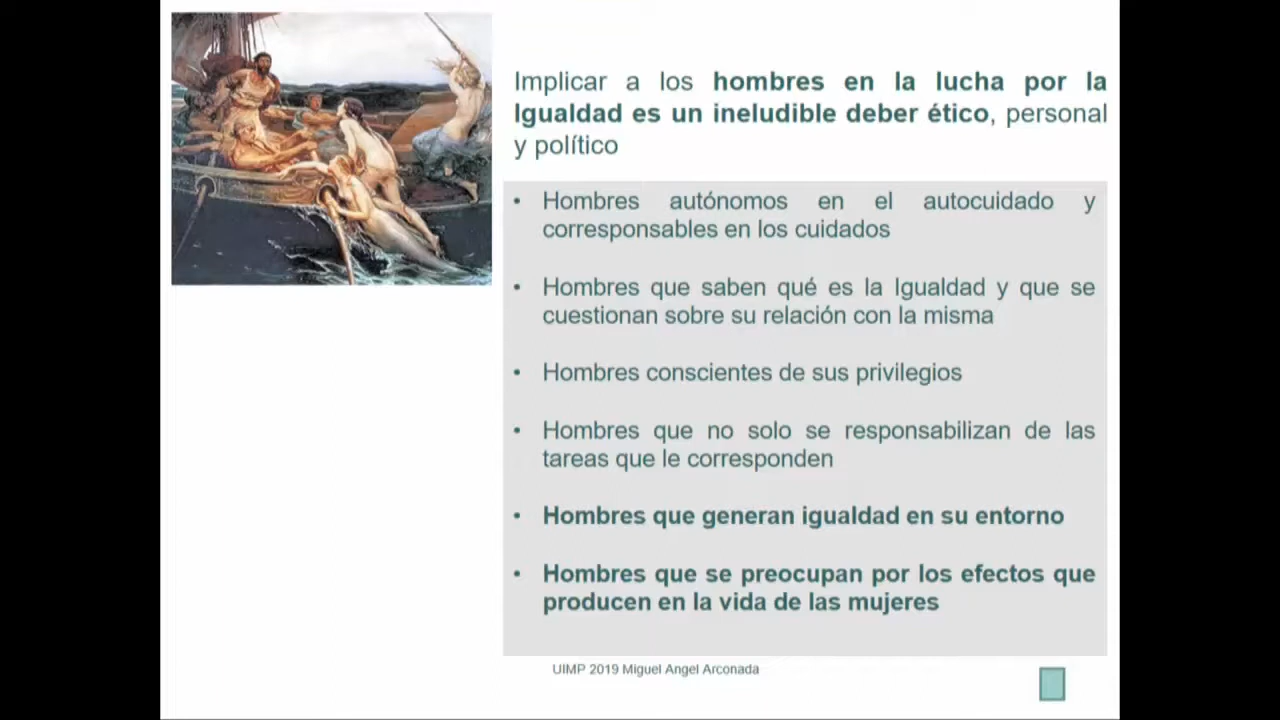 Implicar a los hombres en la lucha por la
Igualdad es un ineludible deber ético, personal
y político
• Hombres autónomos en el autocuidado y
corresponsables en los cuidados
• Hombres que saben qué es la Igualdad y que se
cuestionan sobre su relación con la misma
• Hombres conscientes de sus privilegios
• Hombres que no solo se responsabilizan de las
tareas que le corresponden
• Hombres que generan igualdad en su entorno
• Hombres que se preocupan por los efectos que
producen en la vida de las mujeres
UIMP 2019 Miguel Angel Arconada